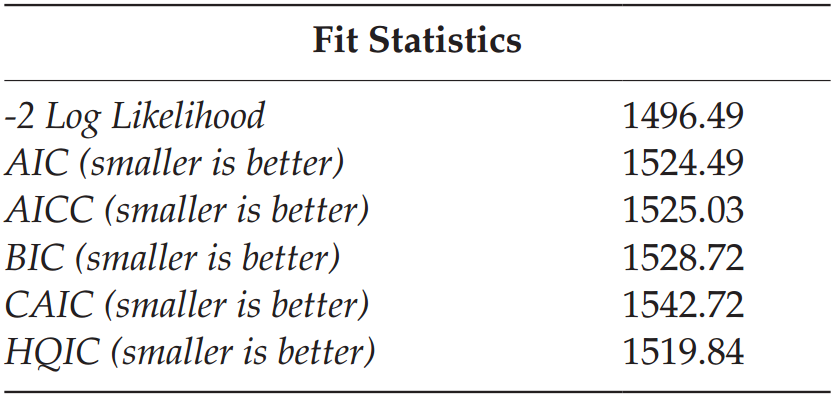 Fit Statistics
-2 Log Likelihood 1496.49
AIC (smaller is better) 1524.49
AICC (smaller is better) 1525.03
BIC (smaller is better) 1528.72
CAIC (smaller is better) 1542.72
HQIC (smaller is better) 1519.84